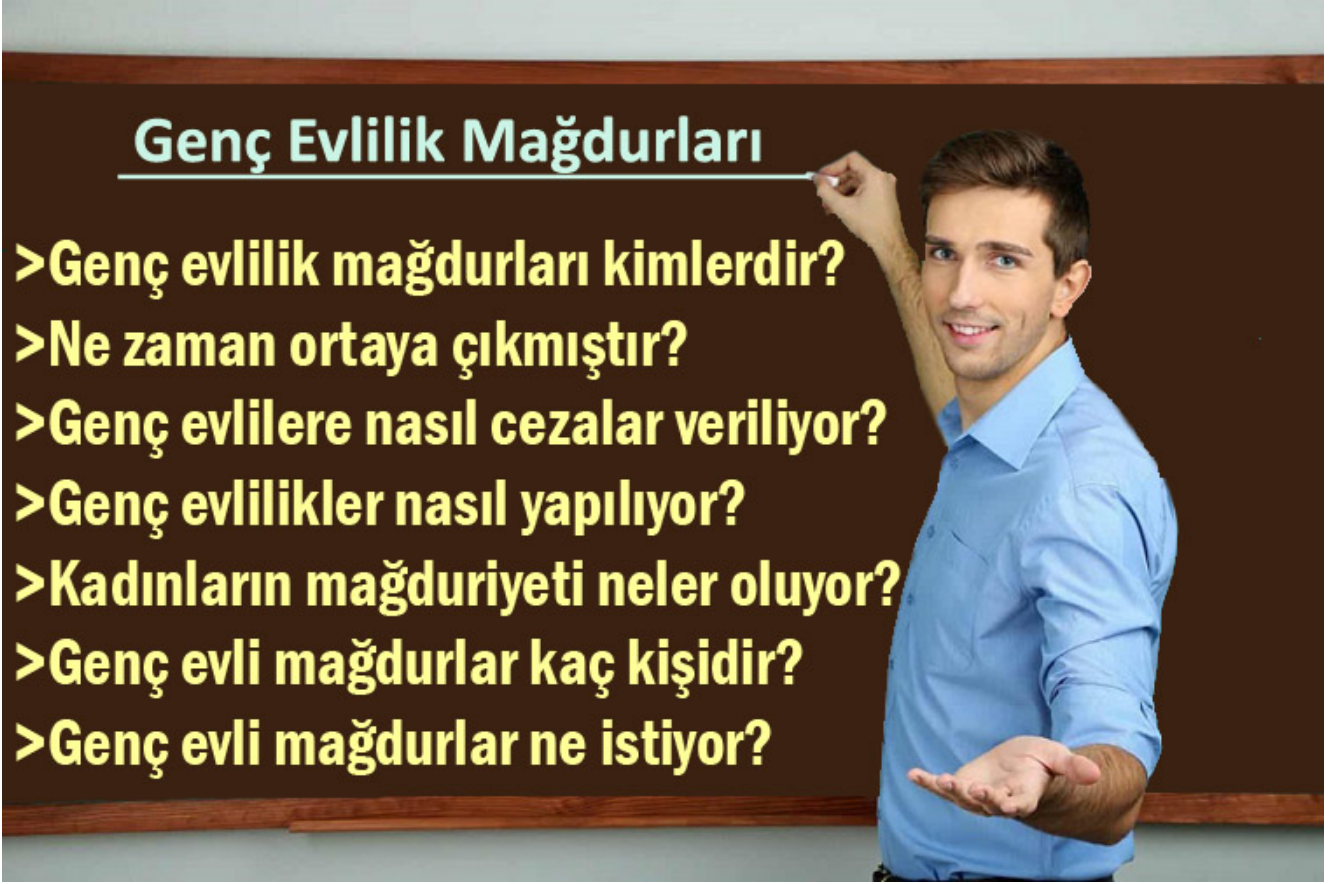 Genç Evlilik Mağdurları
>Genç evlilik mağdurları kimlerdir?
>Ne zaman ortaya çıkmıştır?
>Genç evlilere nasıl cezalar veriliyor?
>Genç evlilikler nasıl yapılıyor?
>Kadınların mağduriyeti neler oluyor?
>Genç evli mağdurlar kaç kişidir?
>Genç evli mağdurlar ne istiyor?